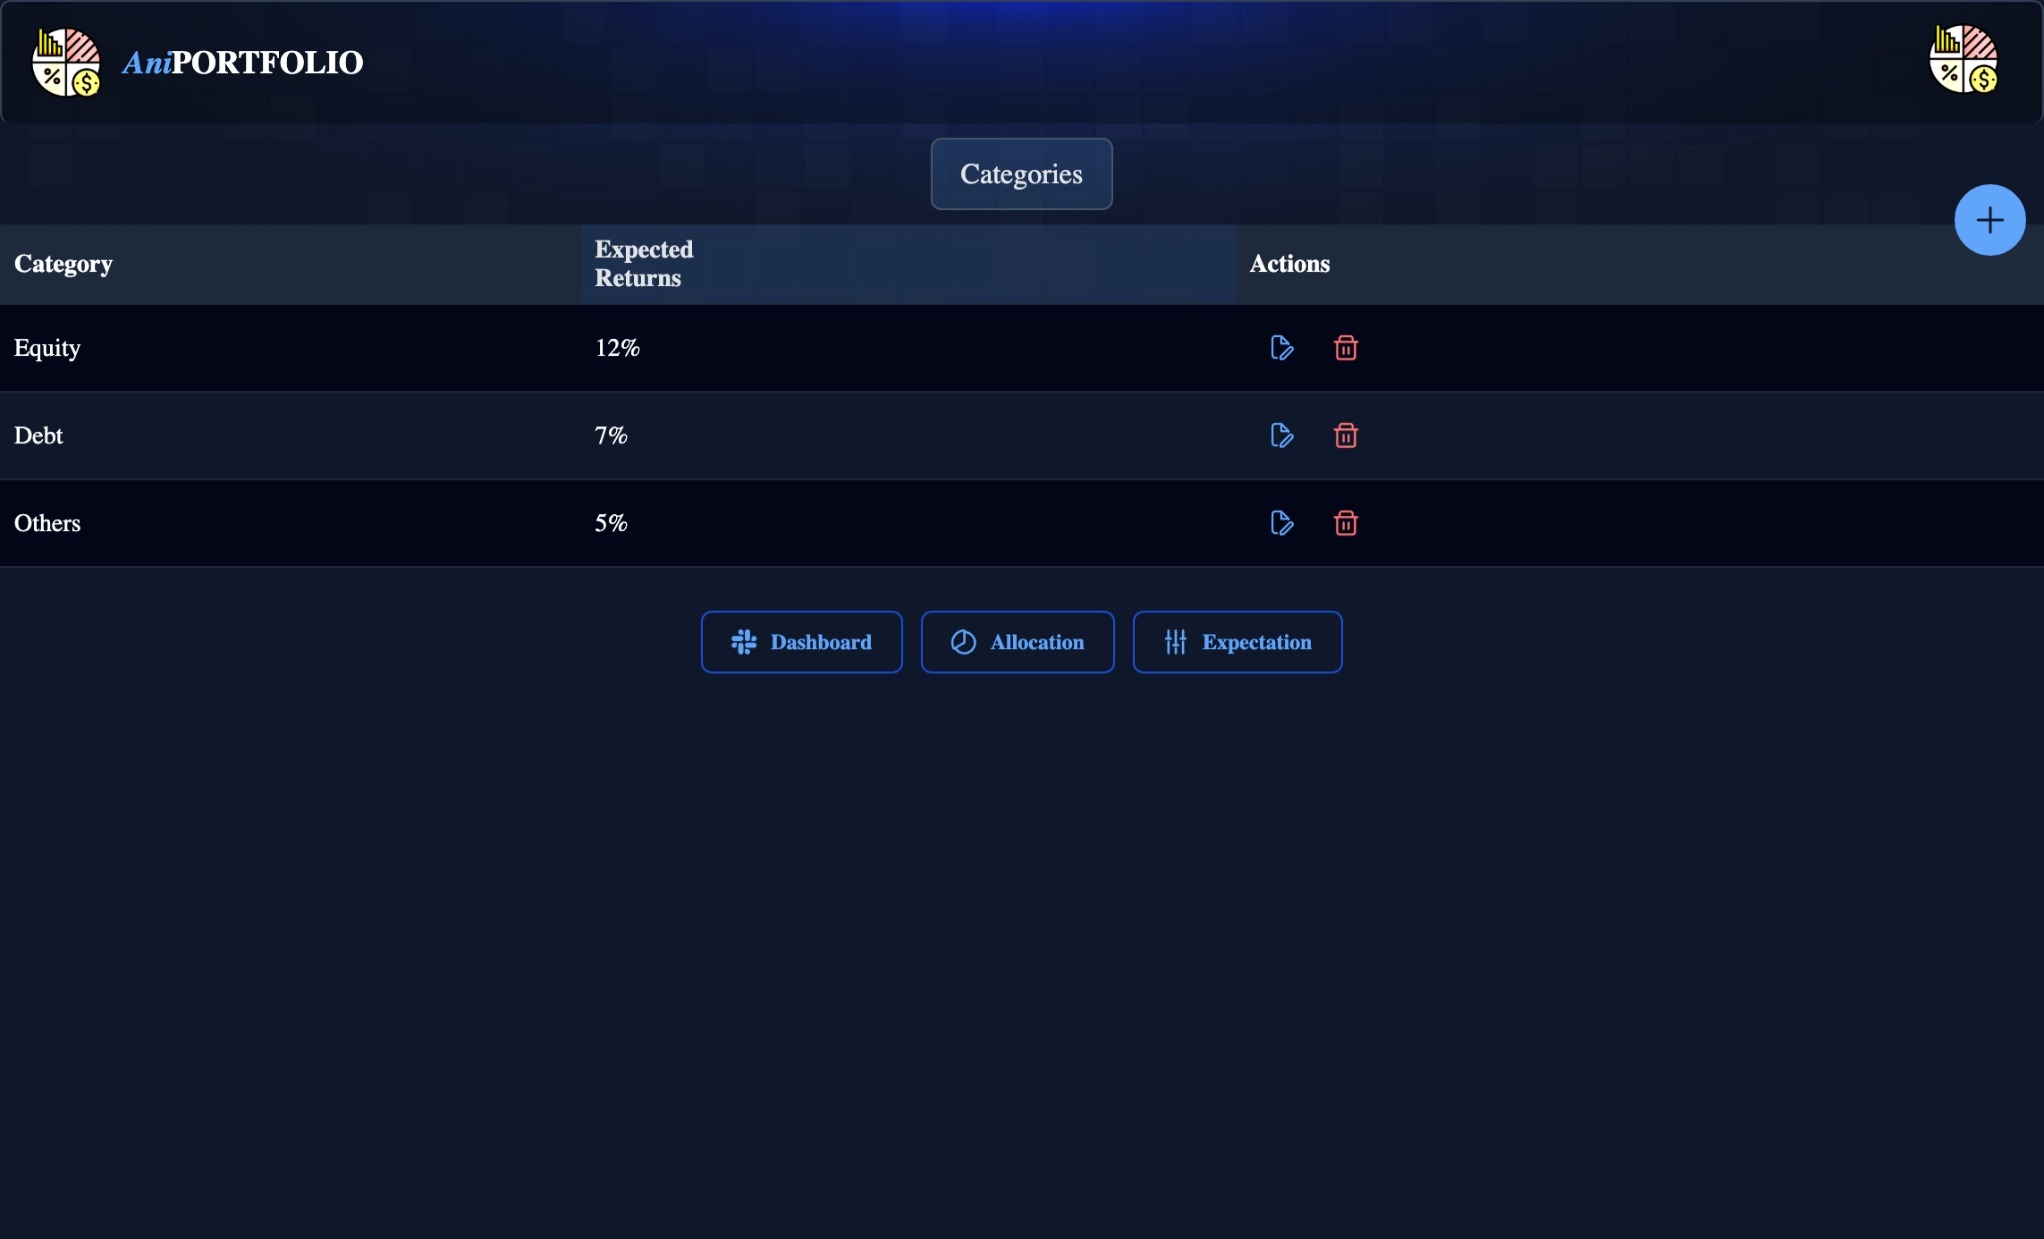 AniPORTFOLIO
Categories
Category
Expected
Returns
Actions
Equity 12%
Debt 7%
Others 5%
Dashboard Allocation Expectation